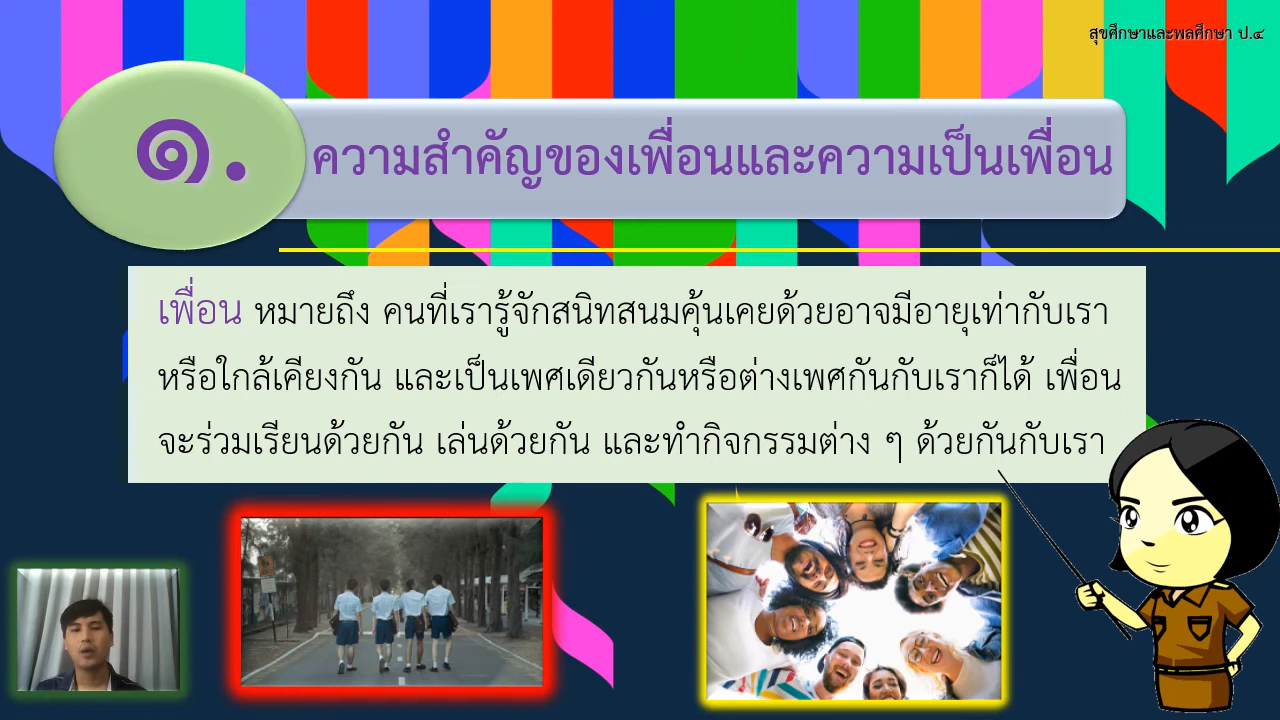 สุขศึกษาและพลศึกษา ป.๔
๑.
ความสำคัญของเพื่อนและความเป็นเพื่อน
เพื่อน หมายถึง คนที่เรารู้จักสนิทสนมคุ้นเคยด้วยอาจมีอายุเท่ากับเรา
หรือใกล้เคียงกัน และเป็นเพศเดียวกันหรือต่างเพศกันกับเราก็ได้ เพื่อน
จะร่วมเรียนด้วยกัน เล่นด้วยกัน และทำกิจกรรมต่าง ๆ ด้วยกันกับเรา